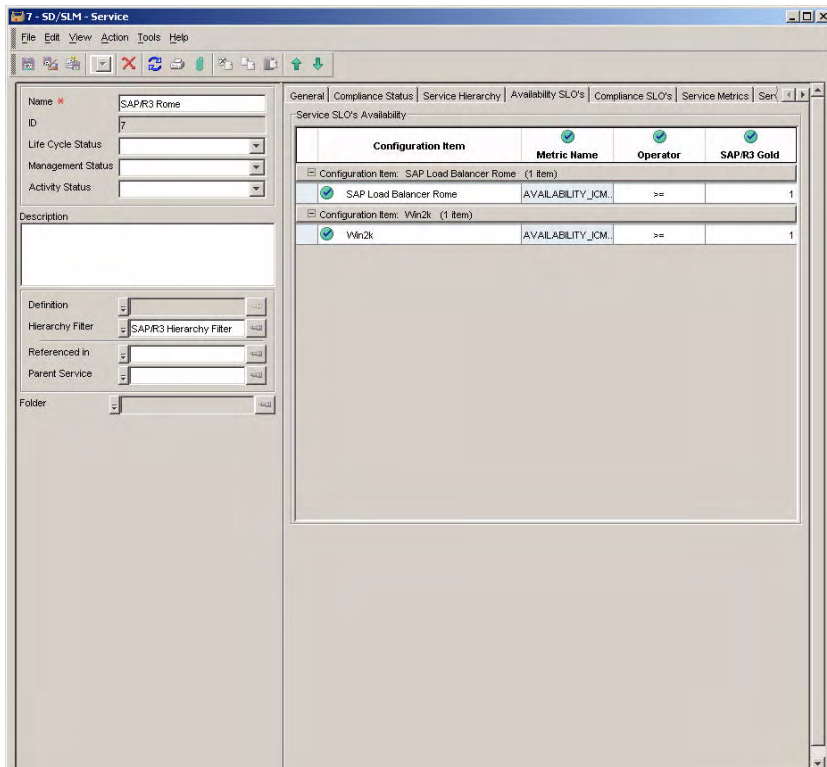 7 - SD/SLM - Service
File Edit View Action Tools Help
Name
SAP/R3 Rome
ID
7
Life Cycle Status
Management Status
Activity Status
Description
Definition
Hierarchy Filter
SAP/R3 Hierarchy Filter
Referenced in
Parent Service
Folder
General Compliance Status Service Hierarchy Availability SLO's Compliance SLO's Service Metrics Serv
Service SLO's Availability
Configuration Item Metric Name Operator SAP/R3 Gold
Configuration Item: SAP Load Balancer Rome (1 item)
SAP Load Balancer Rome AVAILABILITY_ICM.. >= 1
Configuration Item: Win2k (1 item)
Win2k AVAILABILITY_ICM.. >= 1